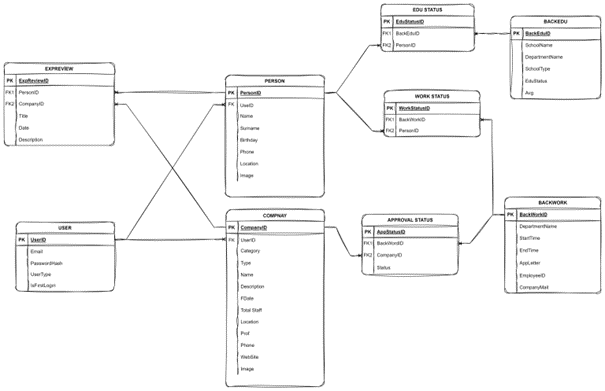 EXPREVIEW
PK ExpReviewID
FK1 PersonID
FK2 CompanyID
Title
Date
Description
USER
PK UserID
Email
PasswordHash
UserType
IsFirstLogin
PERSON
PK PersonID
FK UserID
Name
Surname
Birthday
Phone
Location
Image
COMPNAY
PK CompanyID
FK UserID
Category
Type
Name
Description
FDate
Total Staff
Location
Prof
Phone
WebSite
Image
EDU STATUS
PK EduStatusID
FK1 BackEduID
FK2 PersonID
WORK STATUS
PK WorkStatusID
FK1 BackWorkID
FK2 PersonID
APPROVAL STATUS
PK AppStatusID
FK1 BackWorID
FK2 CompanyID
Status
BACKEDU
PK BackEduID
SchoolName
DepartmentName
SchoolType
EduStatus
Avg
BACKWORK
PK BackWorkID
DepartmentName
StartTime
EndTime
AppLetter
EmployeeID
CompanyMail